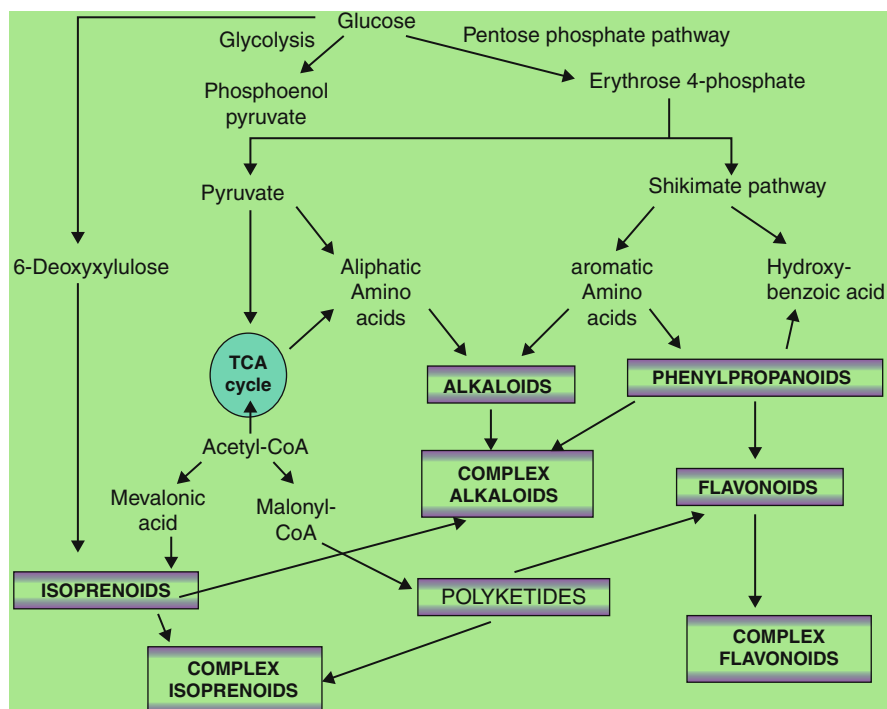 Glucose
Glycolysis
Pentose phosphate pathway
Phosphoenol
pyruvate
Erythrose 4-phosphate
Pyruvate
Shikimate pathway
6-Deoxyxylulose
Aliphatic
Amino
acids
aromatic
Amino
acids
Hydroxy-
benzoic acid
TCA
cycle
ALKALOIDS
PHENYLPROPANOIDS
Acetyl-CoA
COMPLEX
ALKALOIDS
FLAVONOIDS
Mevalonic
acid
Malonyl-
CoA
ISOPRENOIDS
POLYKETIDES
COMPLEX
FLAVONOIDS
COMPLEX
ISOPRENOIDS